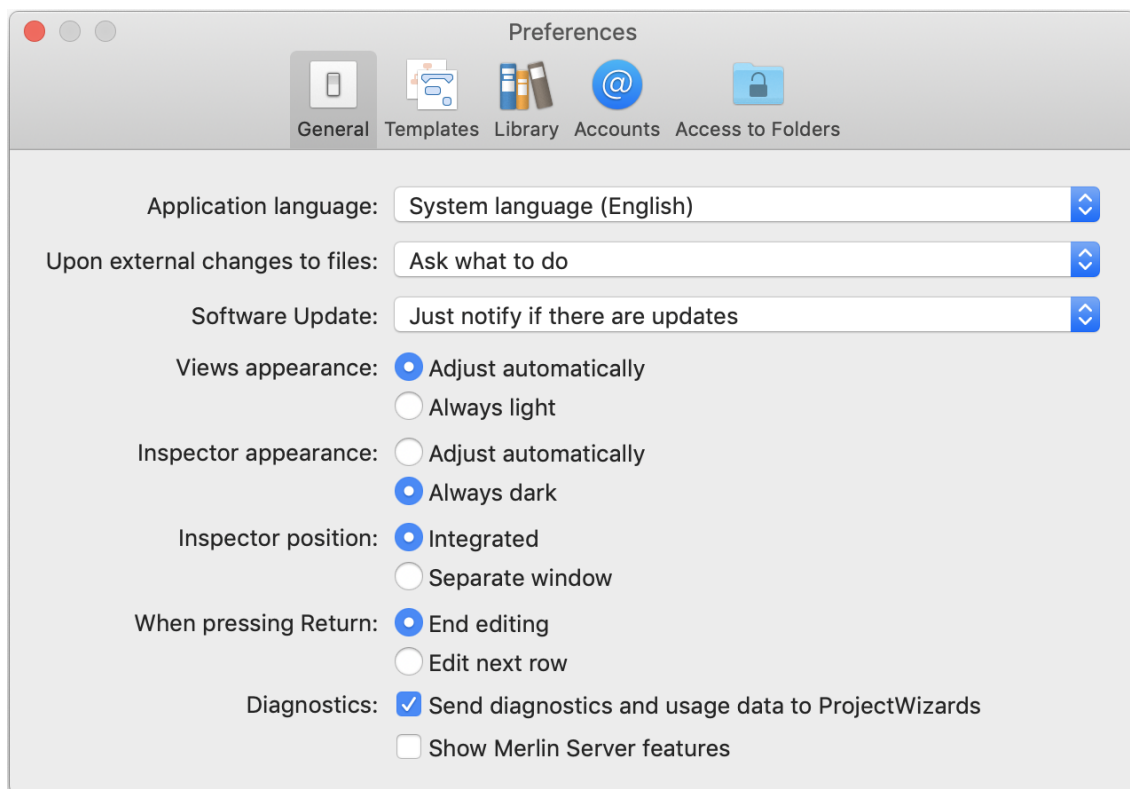 Preferences
General Templates Library @ Accounts Access to Folders
Application language: System language (English)
Upon external changes to files: Ask what to do
Software Update: Just notify if there are updates
Views appearance: Adjust automatically
Always light
Inspector appearance: Adjust automatically
Always dark
Inspector position: Integrated
Separate window
When pressing Return: End editing
Edit next row
Diagnostics: Send diagnostics and usage data to ProjectWizards
Show Merlin Server features